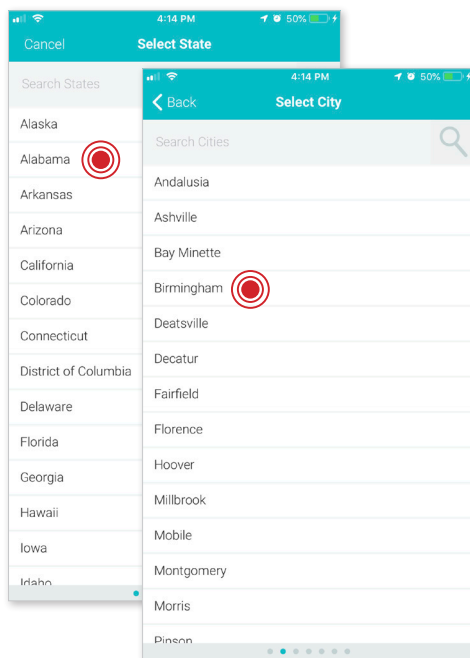 4:14 PM
50%
Cancel
Select State
Search States
Alaska
Alabama
Arkansas
Arizona
California
Colorado
Connecticut
District of Columbia
Delaware
Florida
Georgia
Hawaii
Iowa
Idaho
4:14 PM
50%
Back
Select City
Search Cities
Andalusia
Ashville
Bay Minette
Birmingham
Deatsville
Decatur
Fairfield
Florence
Hoover
Millbrook
Mobile
Montgomery
Morris
Pinson